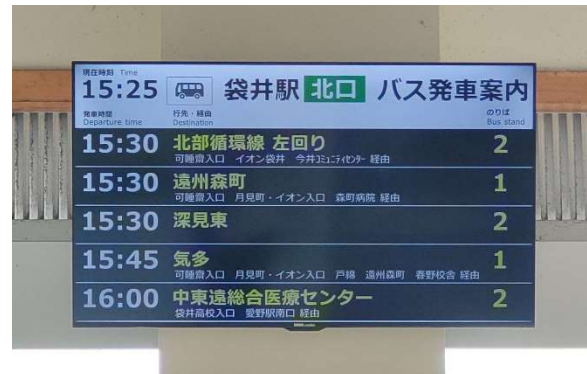 現在時刻 Time
15:25 袋井駅 北口 バス発車案内
発車時間 行先・経由 のりば
Departure time Destination Bus stand
15:30 北部循環線 左回り 2
可睡齋入口 イオン袋井 今井コミュニティセンター 経由
15:30 遠州森町 1
可睡齋入口 月見町・イオン入口 森町病院 経由
15:30 深見東 2
15:45 気多 1
可睡齋入口 月見町・イオン入口 戸綿 遠州森町 春野校舎 経由
16:00 中東遠総合医療センター 2
袋井高校入口 愛野駅南口 経由